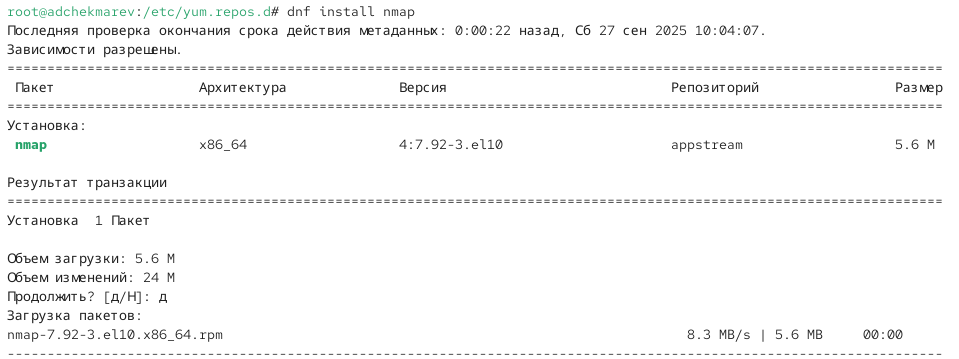 root@adchekmarev:/etc/yum.repos.d# dnf install nmap
Последняя проверка окончания срока действия метаданных: 0:00:22 назад, Сб 27 сен 2025 10:04:07.
Зависимости разрешены.
Пакет Архитектура Версия Репозиторий Размер
Установка:
nmap x86_64 4:7.92-3.el10 appstream 5.6 M
Результат транзакции
Установка 1 Пакет
Объем загрузки: 5.6 M
Объем изменений: 24 M
Продолжить? [д/Н]: д
Загрузка пакетов:
nmap-7.92-3.el10.x86_64.rpm 8.3 MB/s | 5.6 MB 00:00